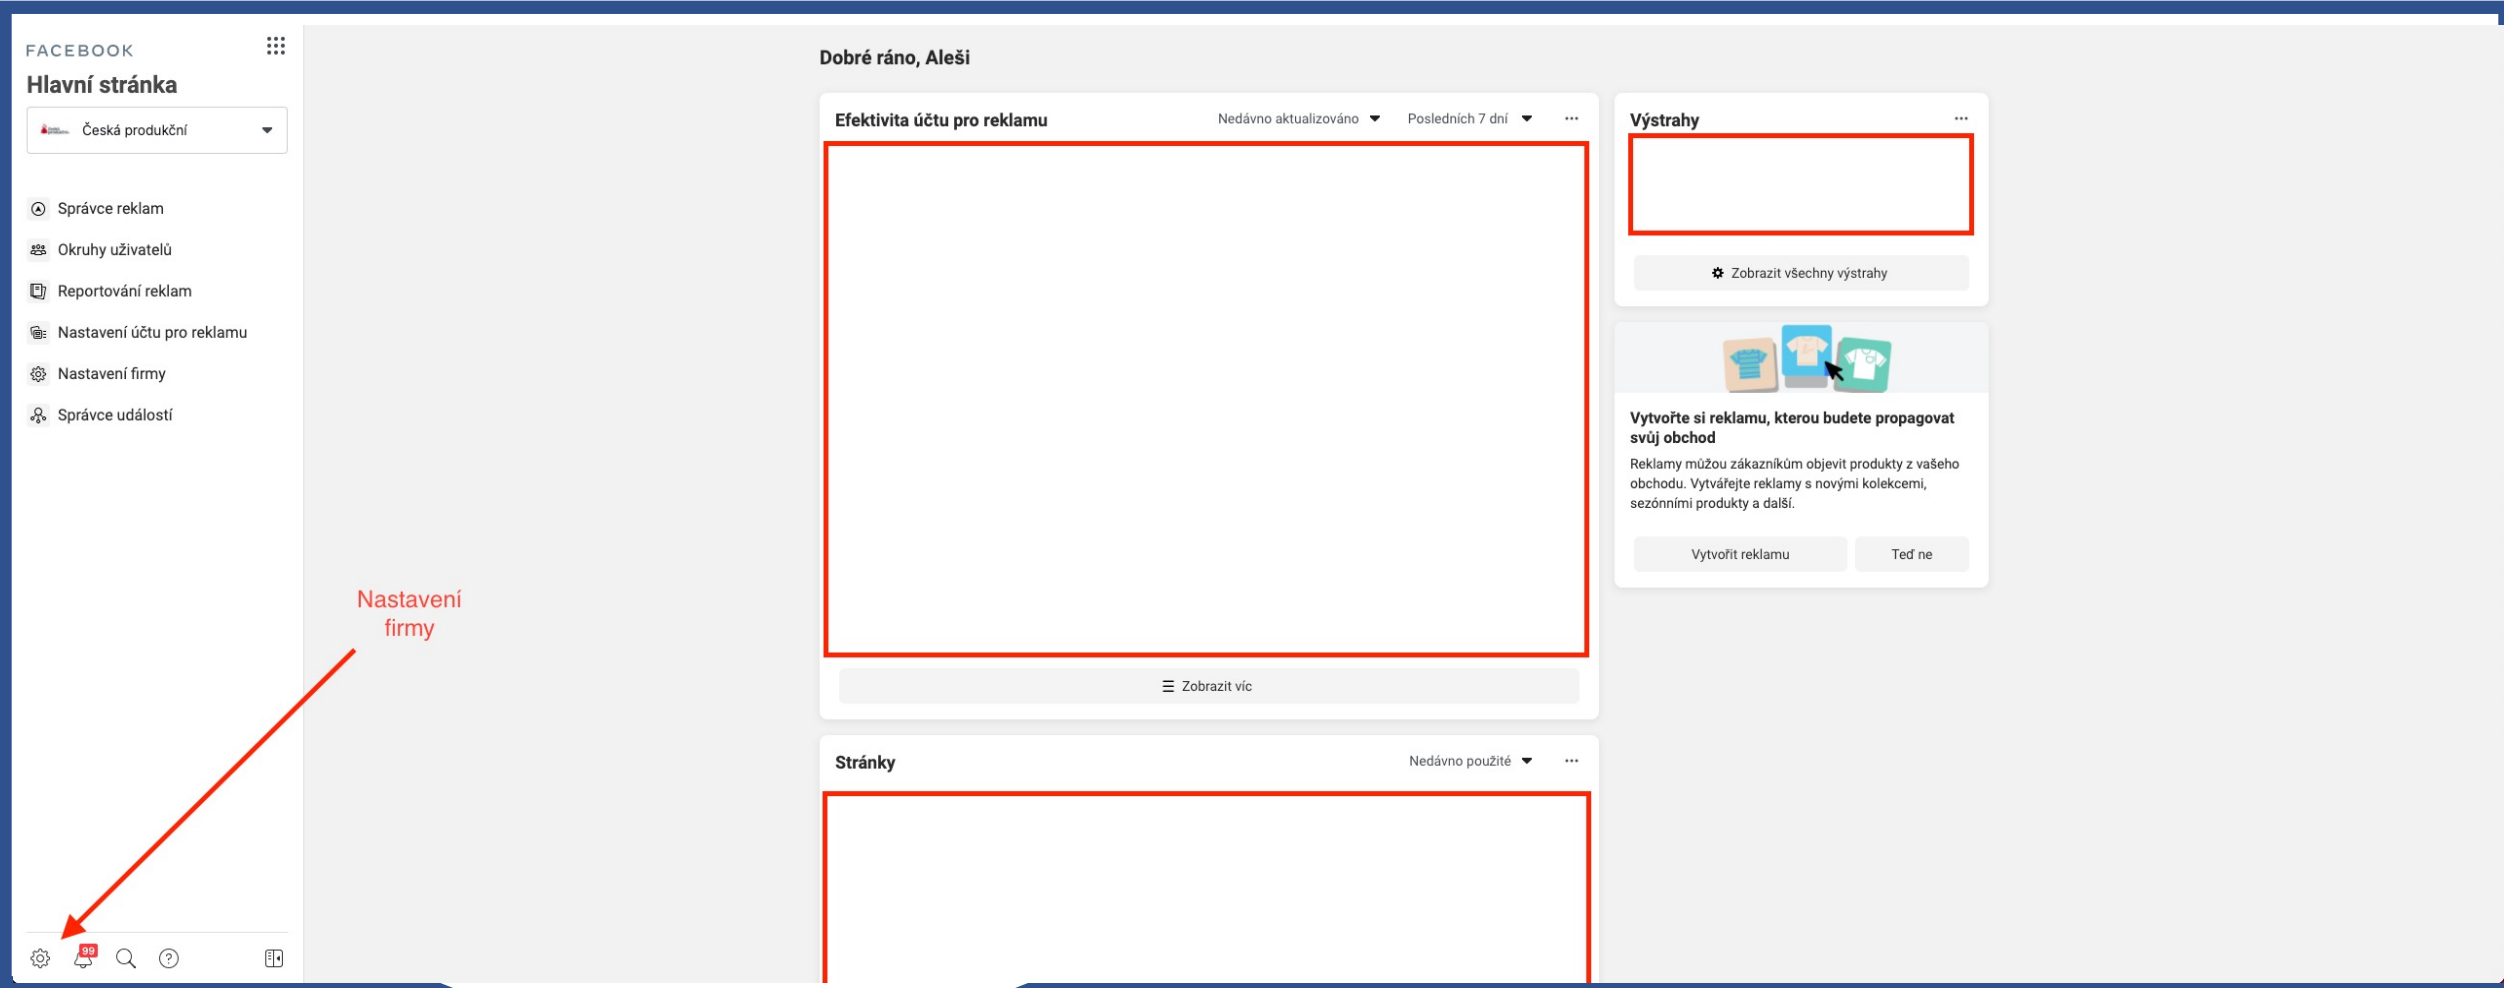 FACEBOOK
Hlavní stránka
Česká produkční
Správce reklam
Okruhy uživatelů
Reportování reklam
Nastavení účtu pro reklamu
Nastavení firmy
Správce událostí
Nastavení
firmy
99
Dobré ráno, Aleši
Efektivita účtu pro reklamu
Nedávno aktualizováno
Posledních 7 dní
Zobrazit víc
Stránky
Nedávno použité
Výstrahy
Zobrazit všechny výstrahy
Vytvořte si reklamu, kterou budete propagovat
svůj obchod
Reklamy můžou zákazníkům objevit produkty z vašeho
obchodu. Vytvářejte reklamy s novými kolekcemi,
sezónními produkty a další.
Vytvořit reklamu
Teď ne